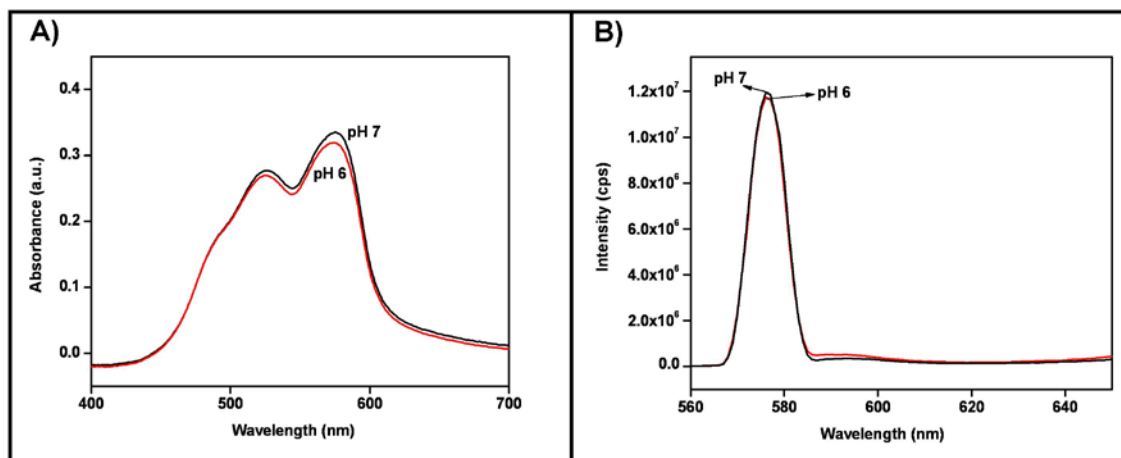 A)
0.4
0.3
0.2
0.1
0.0
Absorbance (a.u.)
pH 7
pH 6
400 500 600 700
Wavelength (nm)
B)
1.2x10⁷
1.0x10⁷
8.0x10⁶
6.0x10⁶
4.0x10⁶
2.0x10⁶
0.0
Intensity (cps)
pH 7
pH 6
560 580 600 620 640
Wavelength (nm)